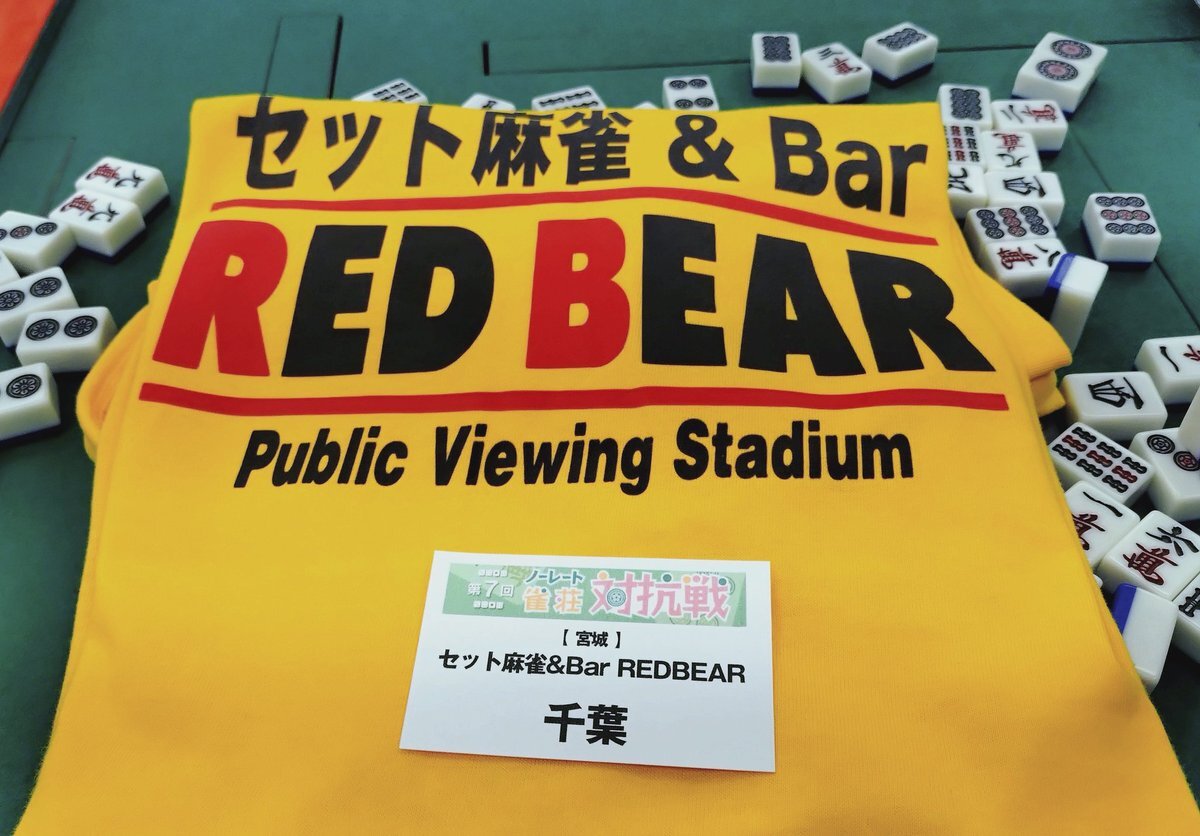 セット麻雀 & Bar
RED BEAR
Public Viewing Stadium
第7回
ノーレート
雀荘
対抗戦
【 宮城 】
セット麻雀&Bar REDBEAR
千葉